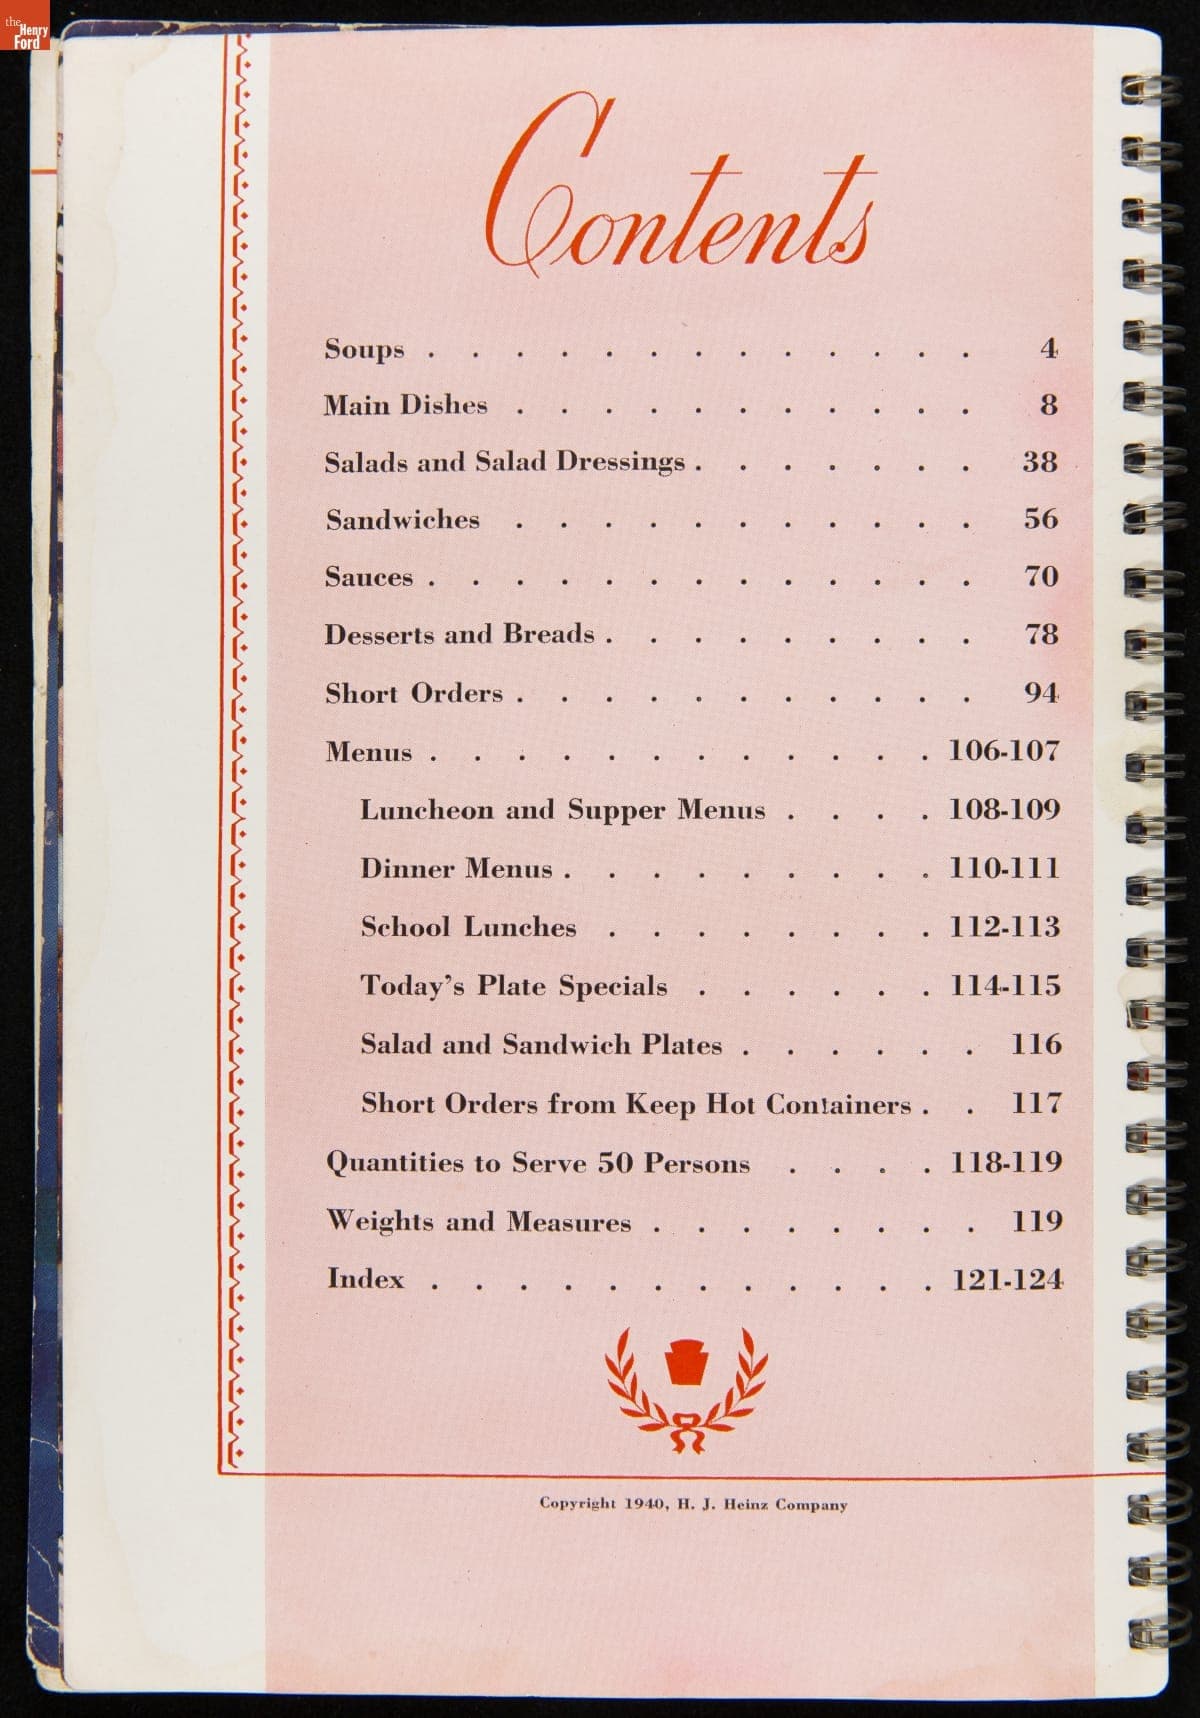 the
Henry
Ford
Contents
Soups . . . . . . . . . . . . . 4
Main Dishes . . . . . . . . . . . 8
Salads and Salad Dressings . . . . . . . 38
Sandwiches . . . . . . . . . . . 56
Sauces . . . . . . . . . . . . . 70
Desserts and Breads . . . . . . . . . 78
Short Orders . . . . . . . . . . . 94
Menus . . . . . . . . . . . . 106-107
Luncheon and Supper Menus . . . . 108-109
Dinner Menus . . . . . . . . . 110-111
School Lunches . . . . . . . . 112-113
Today's Plate Specials . . . . . . 114-115
Salad and Sandwich Plates . . . . . . 116
Short Orders from Keep Hot Containers . . 117
Quantities to Serve 50 Persons . . . . 118-119
Weights and Measures . . . . . . . . 119
Index . . . . . . . . . . . . 121-124
Copyright 1940, H. J. Heinz Company